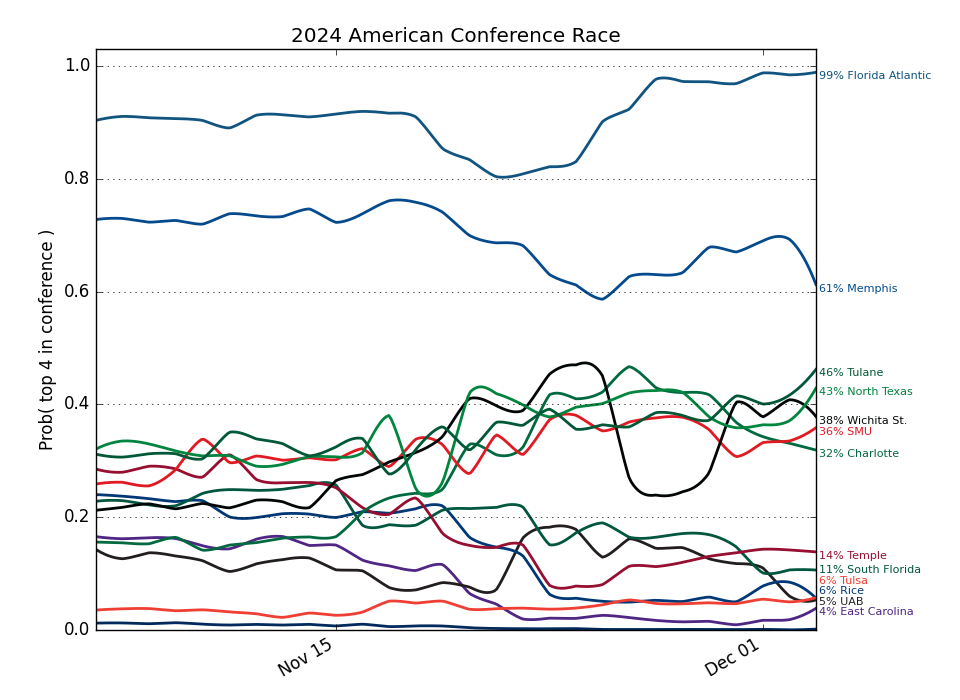 2024 American Conference Race
Prob( top 4 in conference )
1.0
0.8
0.6
0.4
0.2
0.0
Nov 15
Dec 01
99% Florida Atlantic
61% Memphis
46% Tulane
43% North Texas
38% Wichita St.
36% SMU
32% Charlotte
14% Temple
11% South Florida
6% Tulsa
6% Rice
5% UAB
4% East Carolina